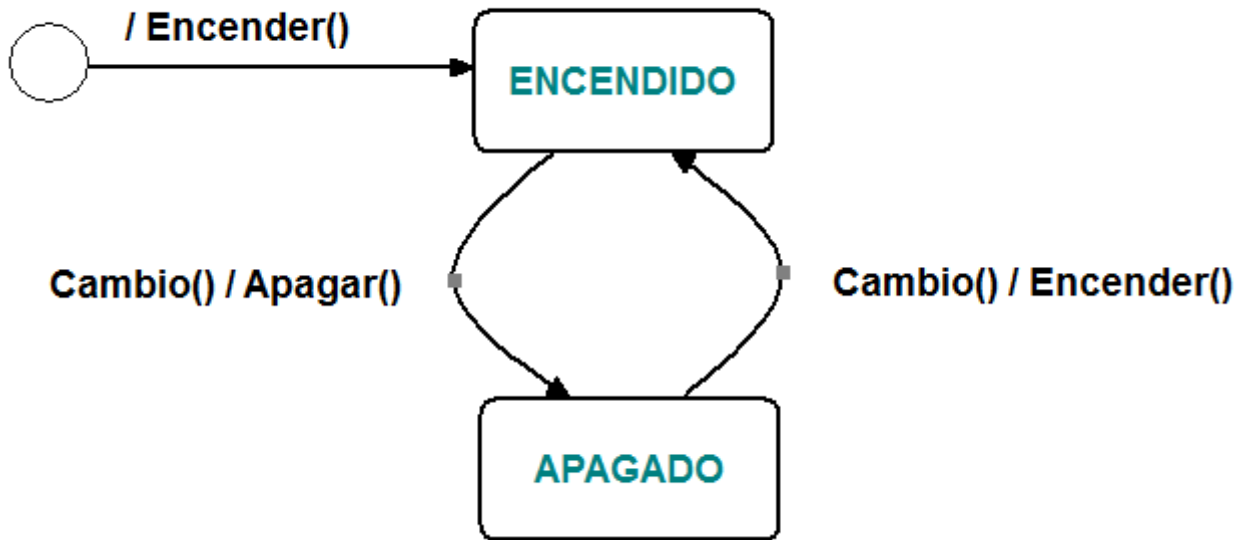 / Encender()
ENCENDIDO
Cambio() / Apagar()
Cambio() / Encender()
APAGADO